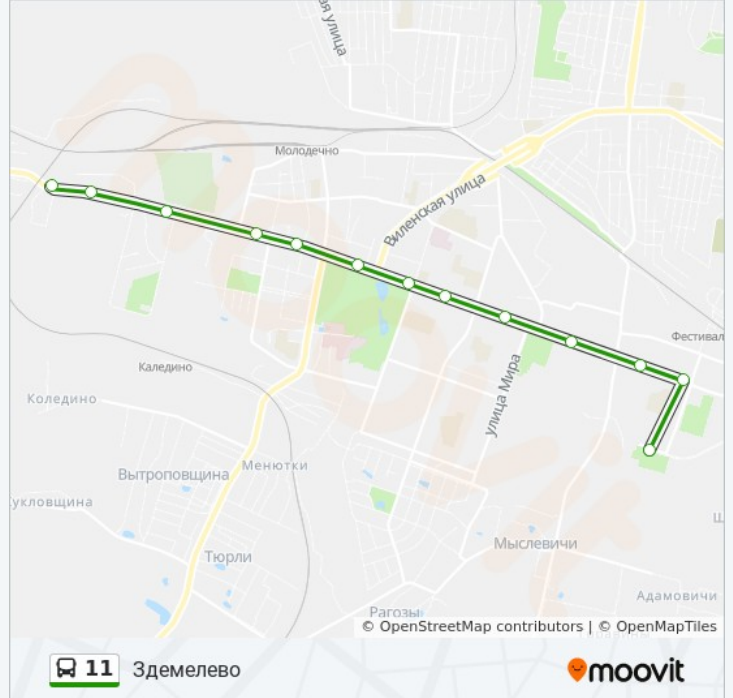 ая улица
Молодечно
Виленская улица
Фестивал
Каледино
улица Мира
Коледино
Менютки
Вытроповщина
укловщина
Ш
Мыслевичи
Тюрли
Адамовичи
Рагозы
© OpenStreetMap contributors | © OpenMapTiles
11 Здемелево
moovit